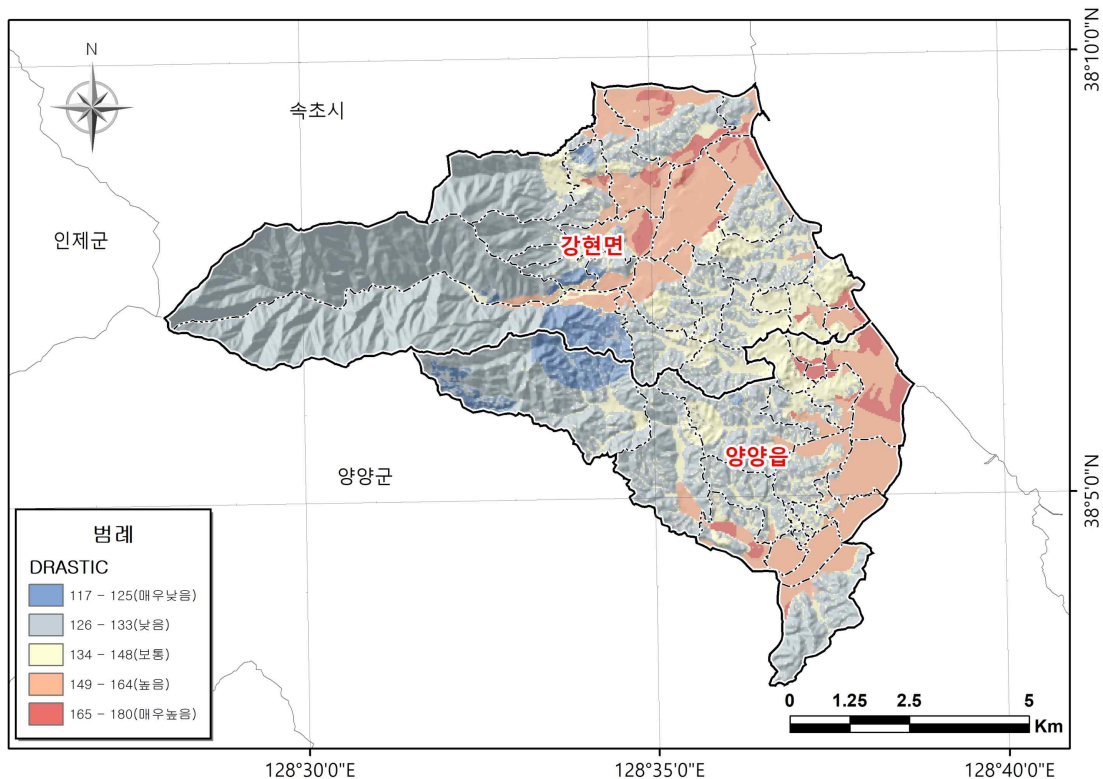 N
속초시
인제군
강현면
양양읍
양양군
범례
DRASTIC
117 - 125(매우낮음)
126 - 133(낮음)
134 - 148(보통)
149 - 164(높음)
165 - 180(매우높음)
0 1.25 2.5 5
Km
128°30'0"E 128°35'0"E 128°40'0"E
38°10'0"N
38°5'0"N